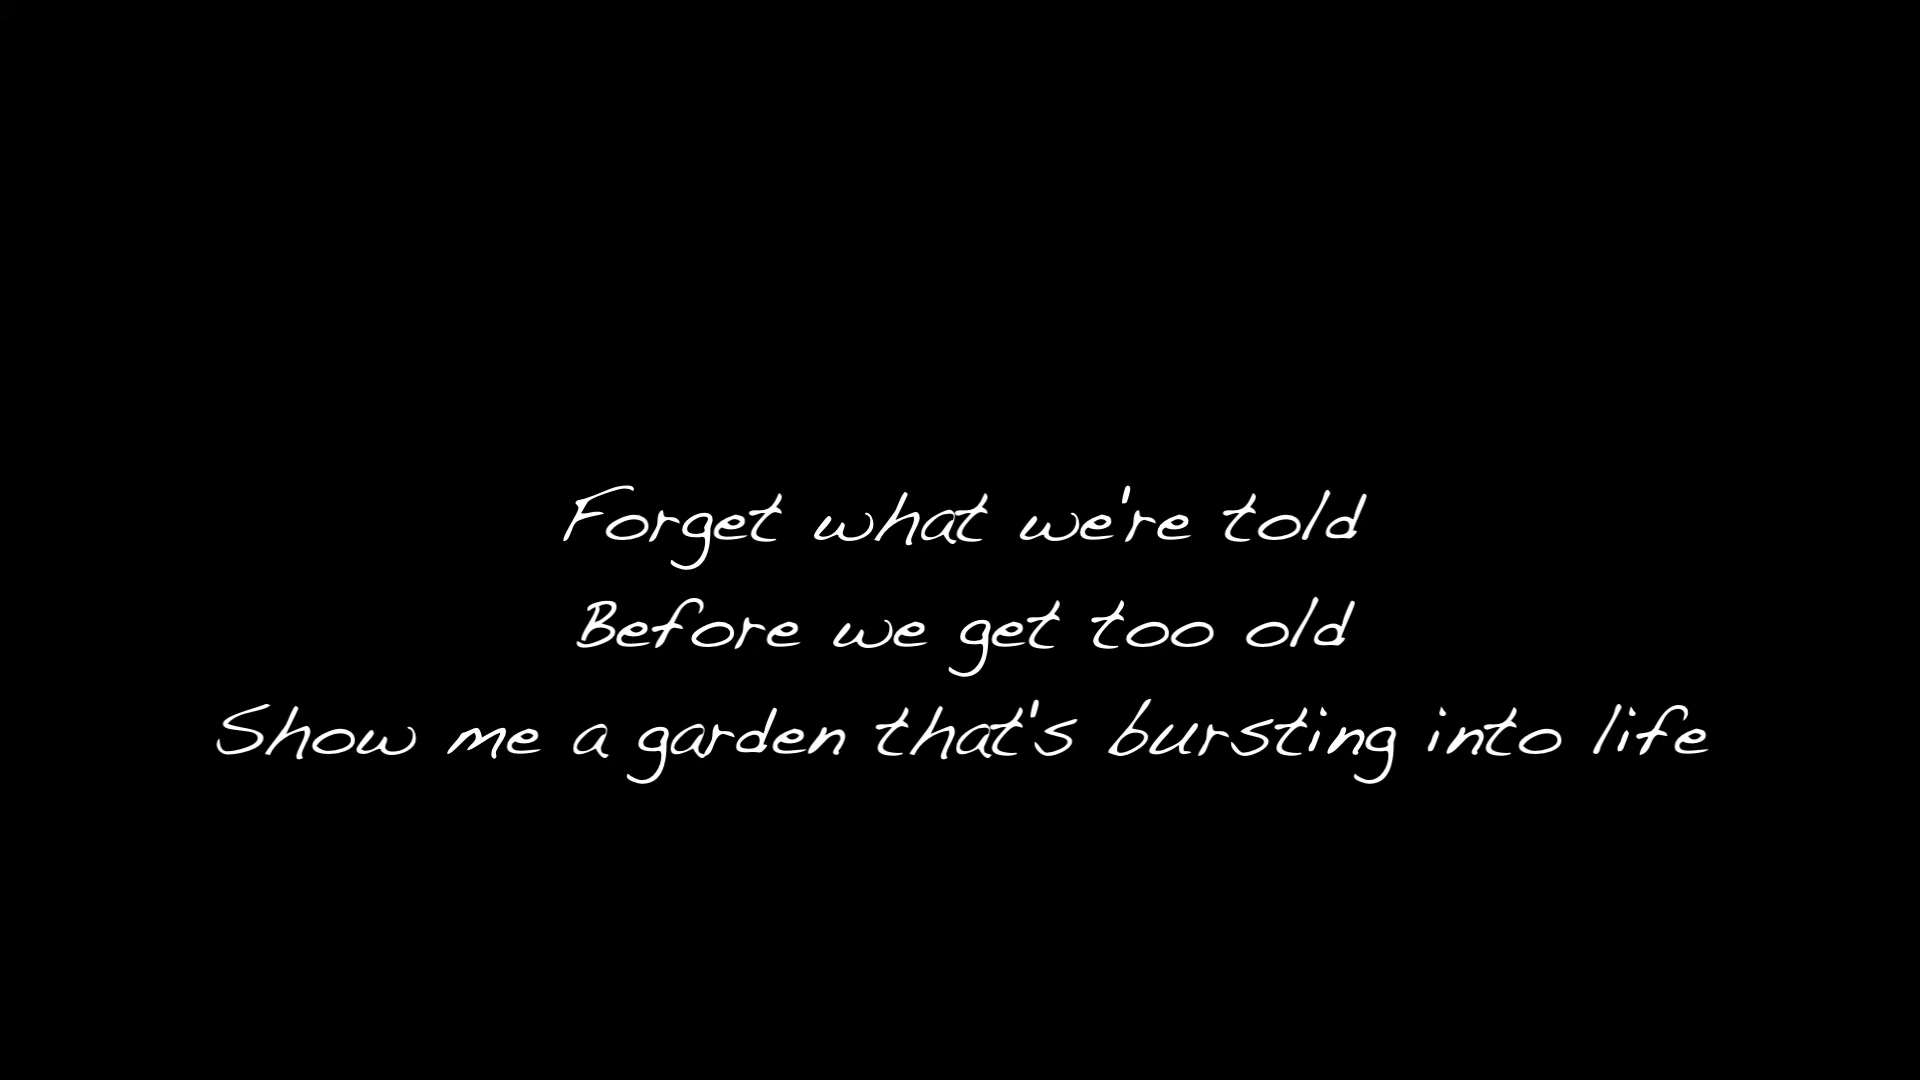 Forget what we're told
Before we get too old
Show me a garden that's bursting into life